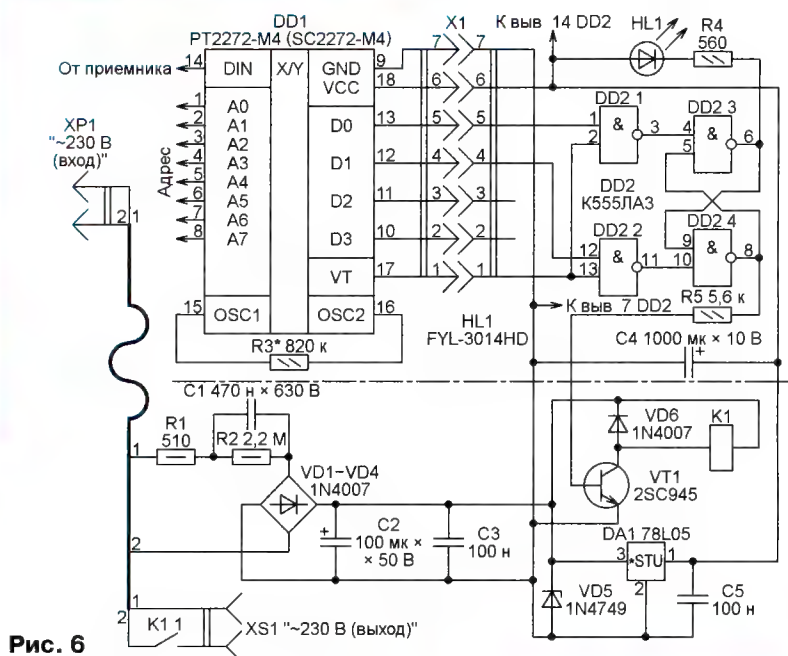 DD1
PT2272-M4 (SC2272-M4)
X1
К выв 14 DD2
HL1
R4
560
От приемника
14
DIN
X/Y
GND
VCC
9
18
7
7
6
6
1
2
3
4
5
6
7
8
A0
A1
A2
A3
A4
A5
A6
A7
Адрес
D0
D1
D2
D3
VT
13
12
11
10
17
5
5
4
4
3
3
2
2
1
1
XP1
"~230 В
(вход)"
2
1
DD2 1
1
2
&
3
DD2 3
4
5
&
6
DD2
К555ЛА3
DD2 2
12
13
&
11
DD2 4
9
10
&
8
15
OSC1
OSC2
16
R3* 820 к
HL1
FYL-3014HD
К выв 7 DD2
R5 5,6 к
C4 1000 мк × 10 В
+
C1 470 н × 630 В
1
R1
510
R2 2,2 М
VD1–VD4
1N4007
2
+
C2
100 мк ×
× 50 В
C3
100 н
VD6
1N4007
K1
VT1
2SC945
DA1 78L05
3
*STU
1
2
VD5
1N4749
C5
100 н
1
2
K1 1
XS1 "~230 В (выход)"
Рис. 6